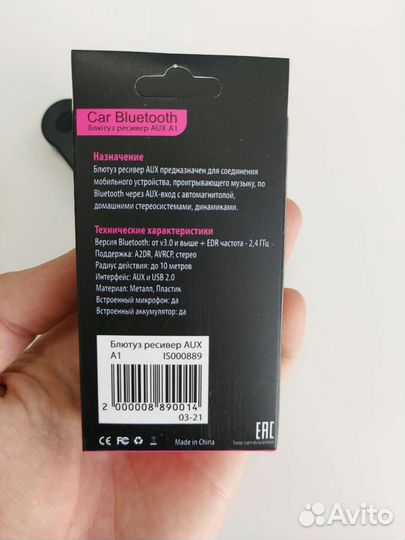 Car Bluetooth
Блютуз ресивер AUX A1
Назначение
Блютуз ресивер AUX предназначен для соединения
мобильного устройства, проигрывающего музыку, по
Bluetooth через AUX-вход с автомагнитолой,
домашними стереосистемами, динамиками.
Технические характеристики
Версия Bluetooth: от v3.0 и выше + EDR частота - 2,4 ГГц
Поддержка: A2DR, AVRCP, стерео
Радиус действия: до 10 метров
Интерфейс: AUX и USB 2.0
Материал: Металл, Пластик
Встроенный микрофон: да
Встроенный аккумулятор: да
Блютуз ресивер AUX
A1 IS000889
2 000008 890014
03-21
CE FC Made in China
EAC
Товар сертифицирован
Avito